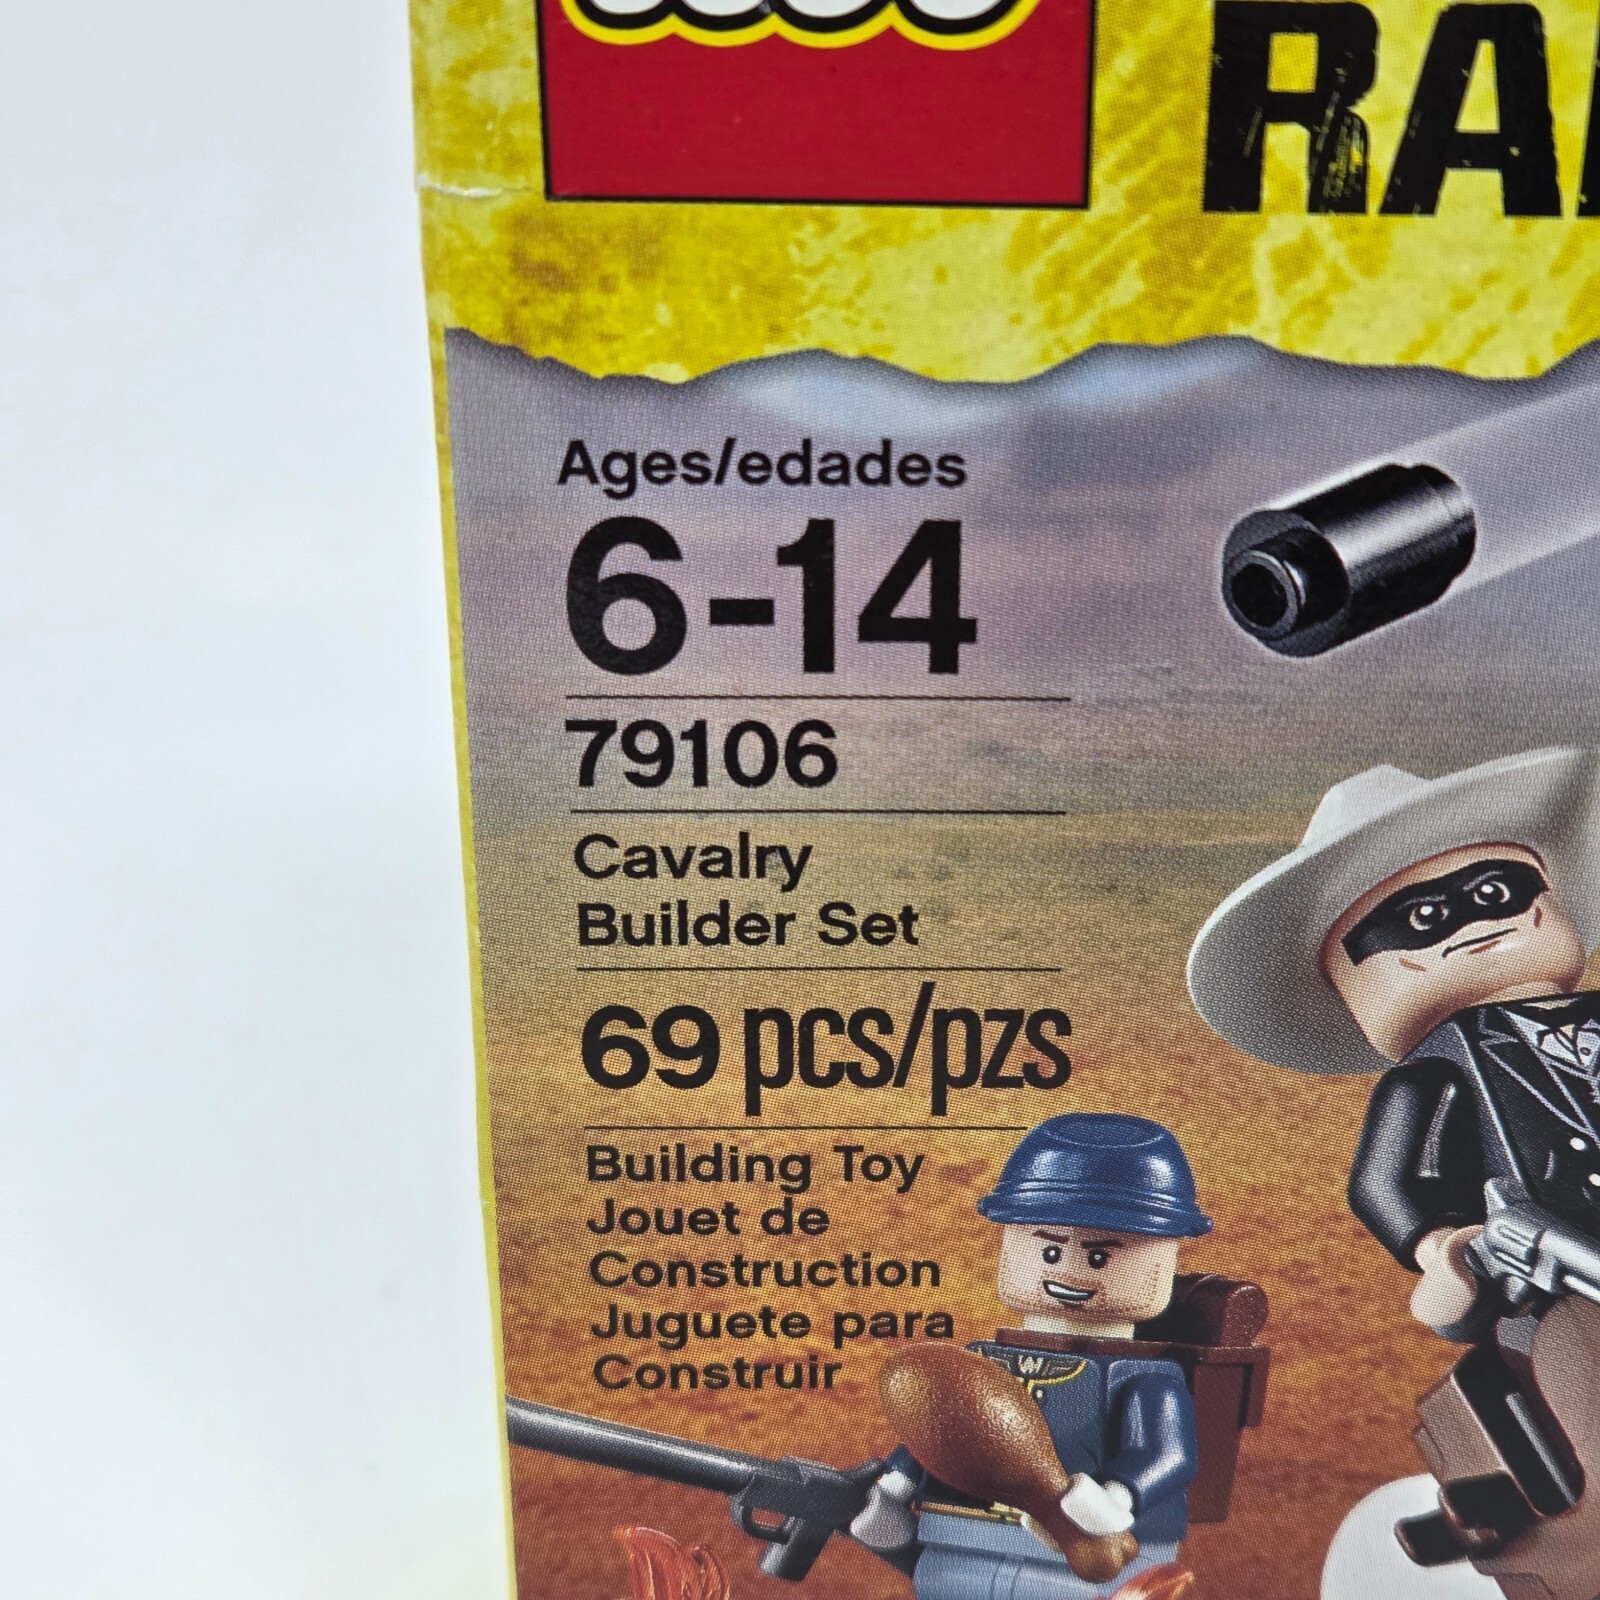 Ages/edades
6-14
79106
Cavalry
Builder Set
69 pcs/pzs
Building Toy
Jouet de
Construction
Juguete para
Construir